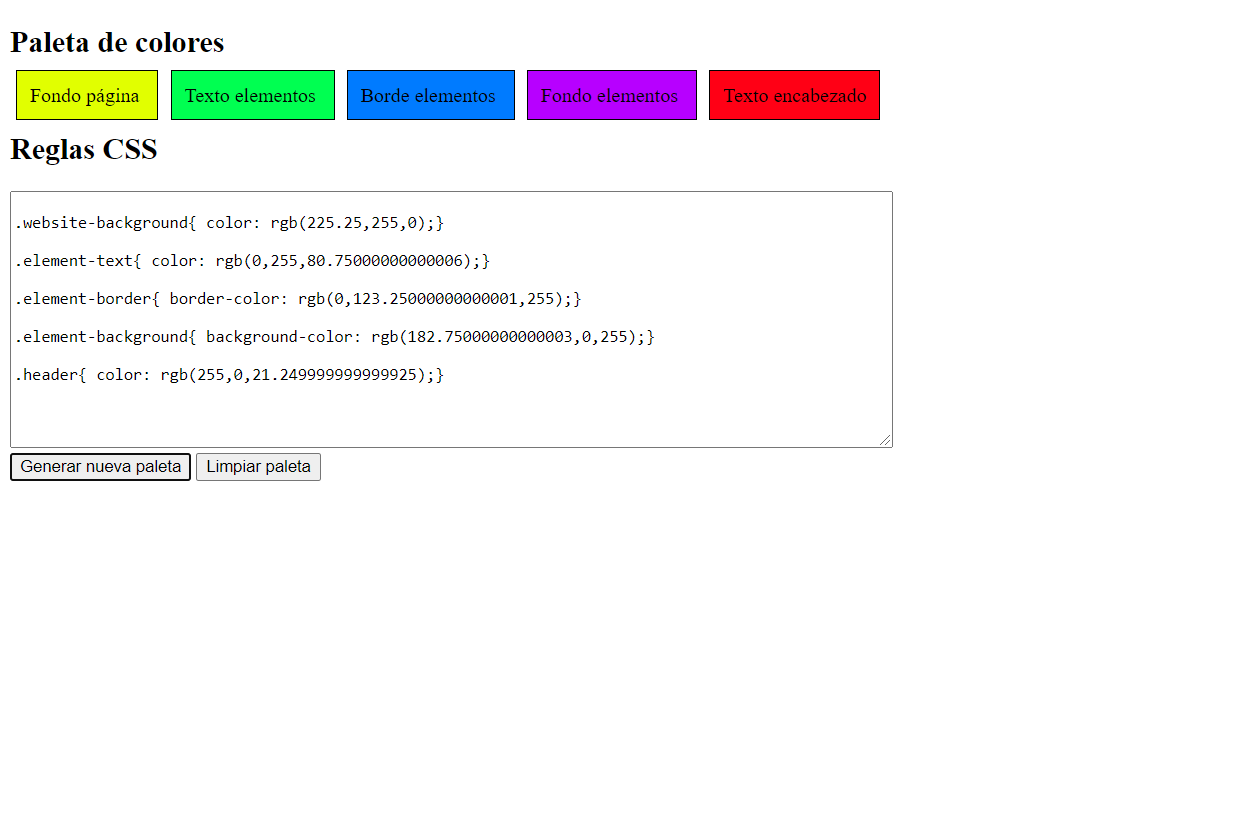 Paleta de colores
Fondo página Texto elementos Borde elementos Fondo elementos Texto encabezado
Reglas CSS
.website-background{ color: rgb(225.25,255,0);}
.element-text{ color: rgb(0,255,80.75000000000006);}
.element-border{ border-color: rgb(0,123.25000000000001,255);}
.element-background{ background-color: rgb(182.75000000000003,0,255);}
.header{ color: rgb(255,0,21.249999999999925);}
Generar nueva paleta Limpiar paleta